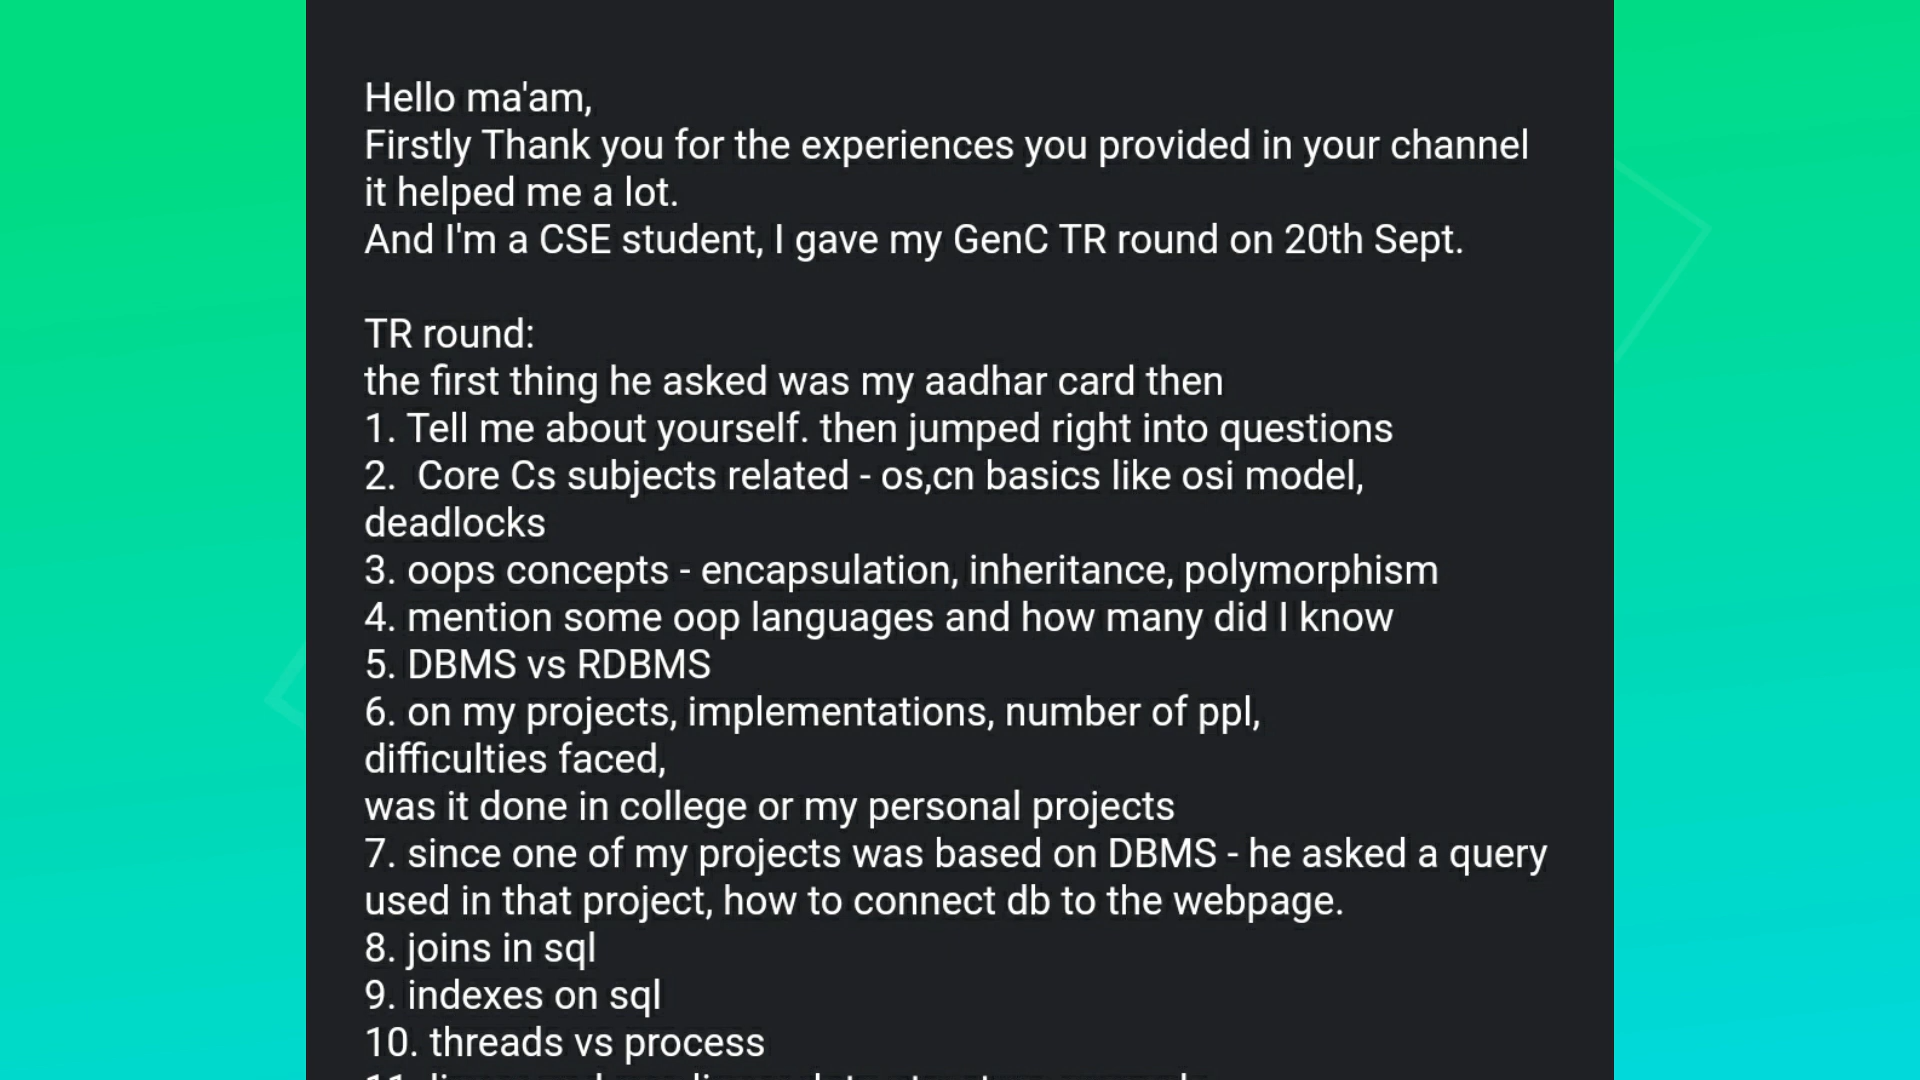 Hello ma'am,
Firstly Thank you for the experiences you provided in your channel
it helped me a lot.
And I'm a CSE student, I gave my GenC TR round on 20th Sept.
TR round:
the first thing he asked was my aadhar card then
1. Tell me about yourself. then jumped right into questions
2.  Core Cs subjects related - os,cn basics like osi model,
deadlocks
3. oops concepts - encapsulation, inheritance, polymorphism
4. mention some oop languages and how many did I know
5. DBMS vs RDBMS
6. on my projects, implementations, number of ppl,
difficulties faced,
was it done in college or my personal projects
7. since one of my projects was based on DBMS - he asked a query
used in that project, how to connect db to the webpage.
8. joins in sql
9. indexes on sql
10. threads vs process